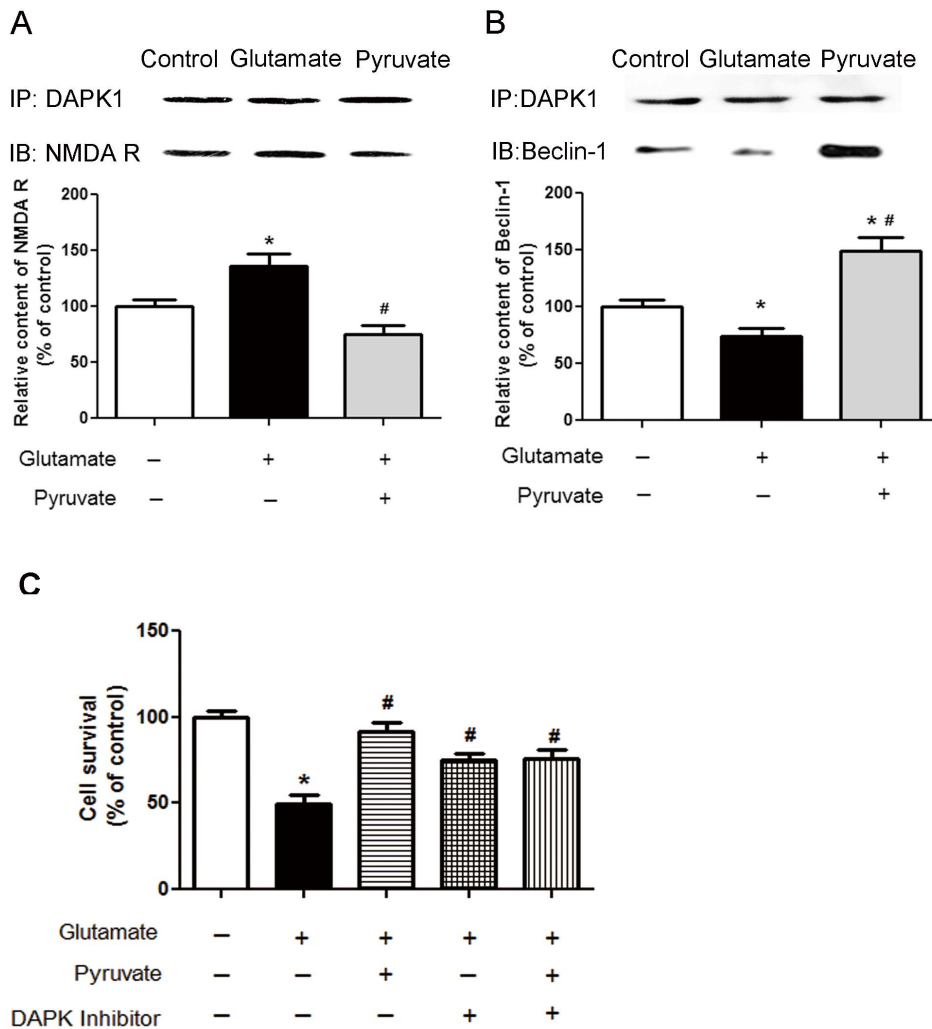 A
Control Glutamate Pyruvate
IP: DAPK1
IB: NMDA R
Relative content of NMDA R
(% of control)
200
150
100
50
0
*
#
Glutamate – + +
Pyruvate – – +
B
Control Glutamate Pyruvate
IP:DAPK1
IB:Beclin-1
Relative content of Beclin-1
(% of control)
200
150
100
50
0
*
* #
Glutamate – + +
Pyruvate – – +
C
Cell survival
(% of control)
150
100
50
0
*
#
#
#
Glutamate – + + + +
Pyruvate – – + – +
DAPK Inhibitor – – – + +